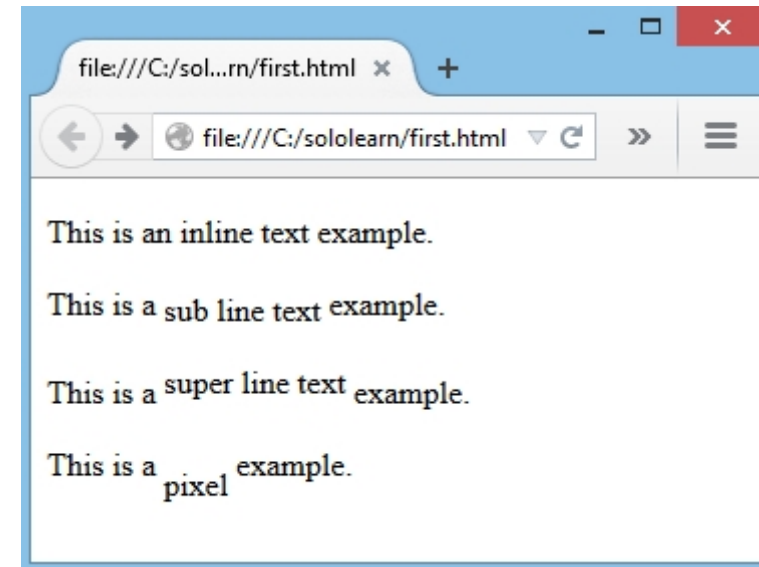 file:///C:/sol...rn/first.html
file:///C:/sololearn/first.html
This is an inline text example.
This is a sub line text example.
This is a super line text example.
This is a pixel example.